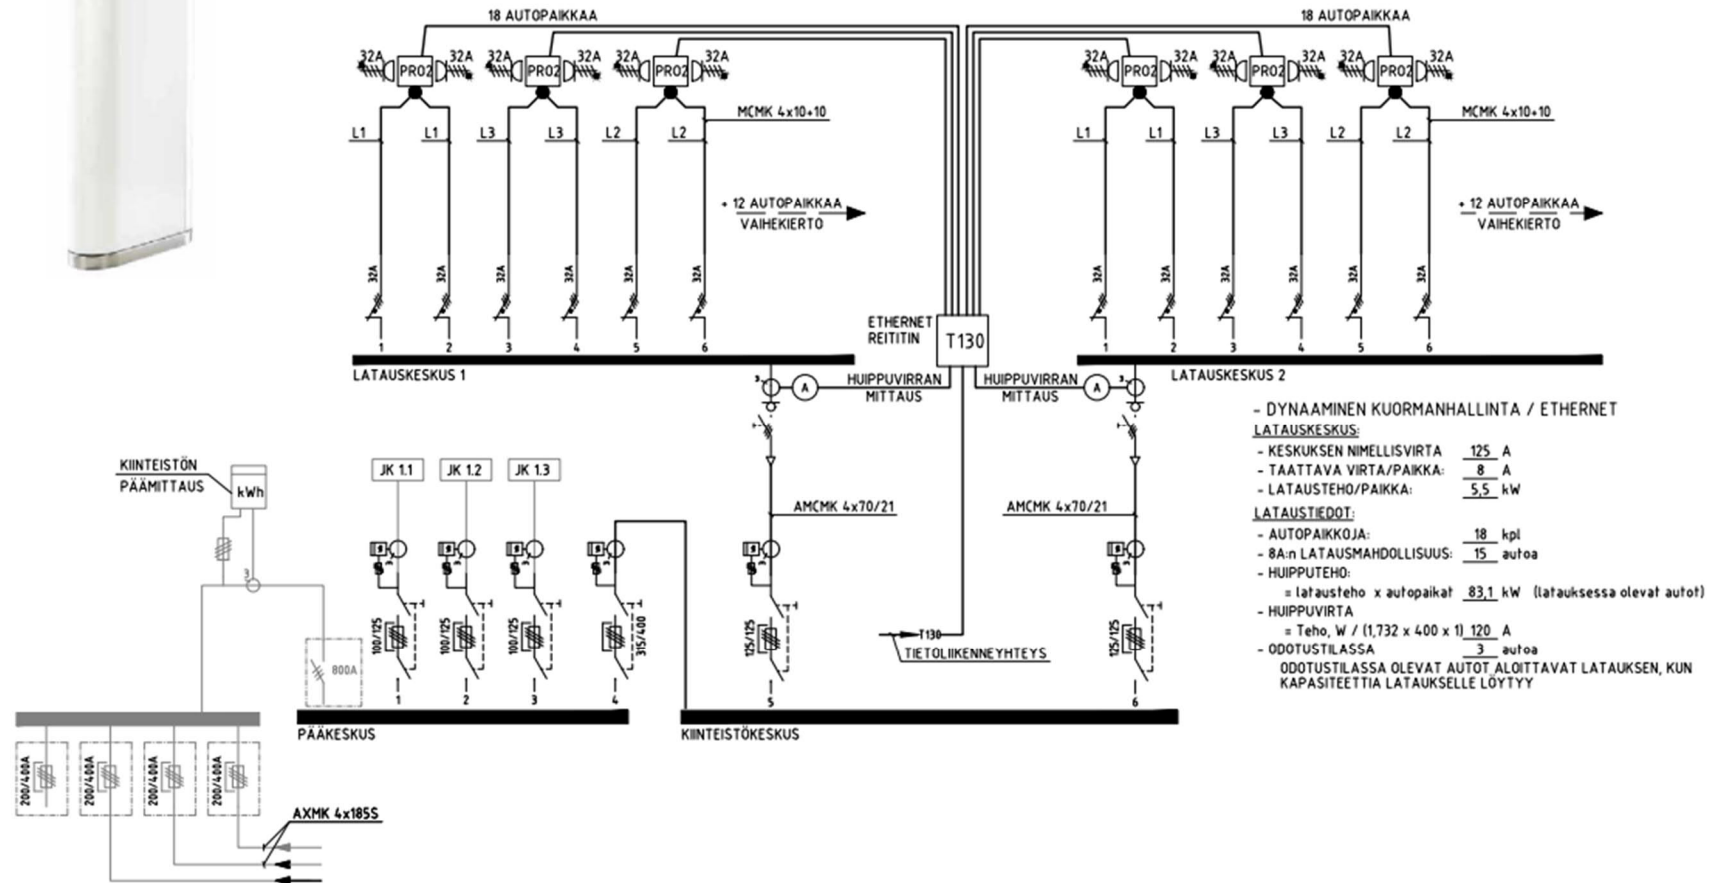 18 AUTOPAIKKAA
18 AUTOPAIKKAA
32A PRO2 32A 32A PRO2 32A 32A PRO2 32A
32A PRO2 32A 32A PRO2 32A 32A PRO2 32A
MCMK 4x10+10
MCMK 4x10+10
L1 L1 L3 L3 L2 L2
L1 L1 L3 L3 L2 L2
+ 12 AUTOPAIKKAA
VAIHEKIERTO
+ 12 AUTOPAIKKAA
VAIHEKIERTO
32A 32A 32A 32A 32A 32A
32A 32A 32A 32A 32A 32A
ETHERNET
REITITIN
T130
1 2 3 4 5 6
1 2 3 4 5 6
LATAUSKESKUS 1
LATAUSKESKUS 2
3 A HUIPPUVIRRAN
MITTAUS
HUIPPUVIRRAN A 3
MITTAUS
- DYNAAMINEN KUORMANHALLINTA / ETHERNET
LATAUSKESKUS:
- KESKUKSEN NIMELLISVIRTA 125 A
- TAATTAVA VIRTA/PAIKKA: 8 A
- LATAUSTEHO/PAIKKA: 5,5 kW
LATAUSTIEDOT:
- AUTOPAIKKOJA: 18 kpl
- 8A:n LATAUSMAHDOLLISUUS: 15 autoa
- HUIPPUTEHO:
= latausteho x autopaikat 83,1 kW (latauksessa olevat autot)
- HUIPPUVIRTA
= Teho, W / (1,732 x 400 x 1) 120 A
- ODOTUSTILASSA 3 autoa
ODOTUSTILASSA OLEVAT AUTOT ALOITTAVAT LATAUKSEN, KUN
KAPASITEETTIA LATAUKSELLE LÖYTYY
KIINTEISTÖN
PÄÄMITTAUS
kWh
JK 1.1 JK 1.2 JK 1.3
AMCMK 4x70/21
AMCMK 4x70/21
3 3 3 3 3 3
100/125 100/125 100/125 315/400 125/125 125/125
T130
TIETOLIIKENNEYHTEYS
800A
1 2 3 4 5 6
PÄÄKESKUS
KIINTEISTÖKESKUS
200/400A 200/400A 200/400A 200/400A
AXMK 4x185S